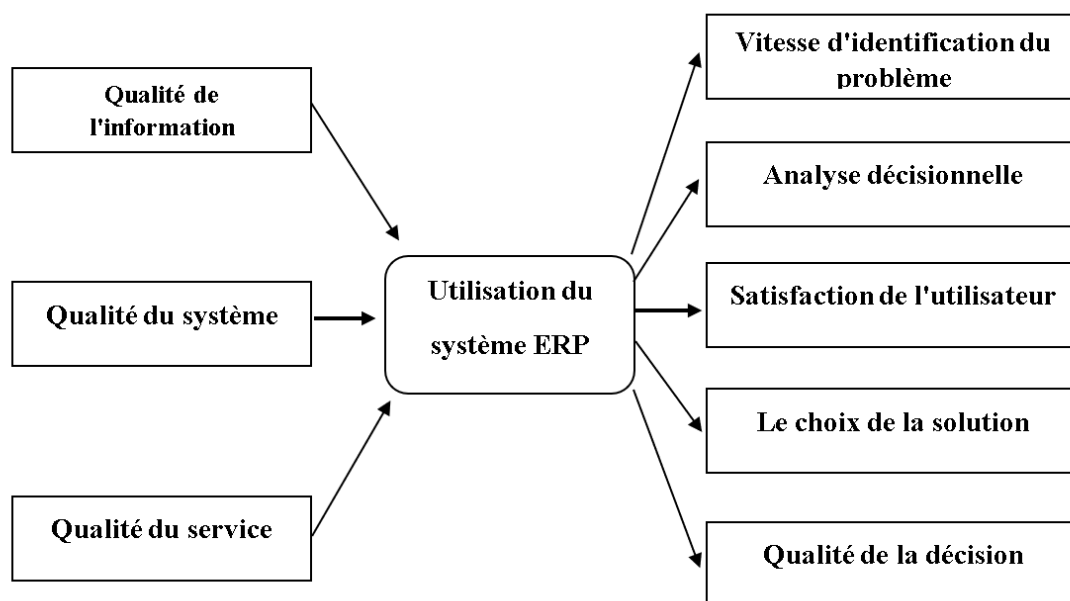 Qualité de
l'information
Qualité du système
Qualité du service
Utilisation du
système ERP
Vitesse d'identification du
problème
Analyse décisionnelle
Satisfaction de l'utilisateur
Le choix de la solution
Qualité de la décision